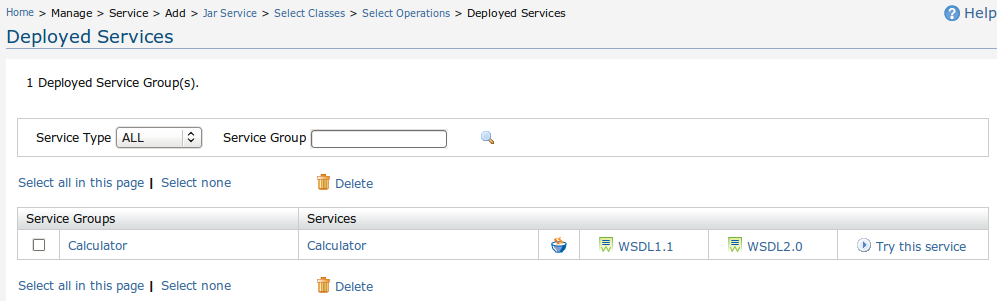 Home > Manage > Service > Add > Jar Service > Select Classes > Select Operations > Deployed Services
Help
Deployed Services
1 Deployed Service Group(s).
Service Type ALL Service Group
Select all in this page | Select none Delete
Service Groups Services
Calculator Calculator WSDL1.1 WSDL2.0 Try this service
Select all in this page | Select none Delete